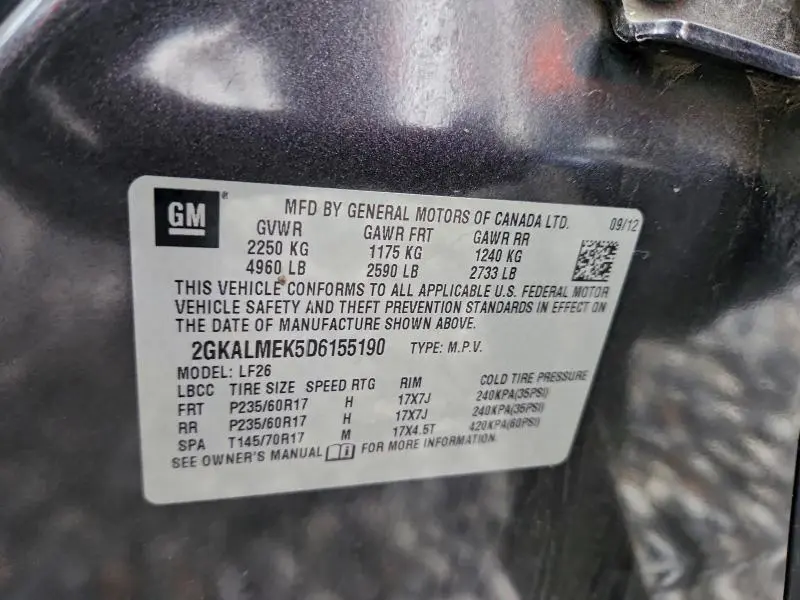 GM ® MFD BY GENERAL MOTORS OF CANADA LTD. 09/12
GVWR GAWR FRT GAWR RR
2250 KG 1175 KG 1240 KG
4960 LB 2590 LB 2733 LB
THIS VEHICLE CONFORMS TO ALL APPLICABLE U.S. FEDERAL MOTOR
VEHICLE SAFETY AND THEFT PREVENTION STANDARDS IN EFFECT ON
THE DATE OF MANUFACTURE SHOWN ABOVE.
2GKALMEK5D6155190 TYPE: M.P.V.
MODEL: LF26
LBCC TIRE SIZE SPEED RTG RIM COLD TIRE PRESSURE
FRT P235/60R17 H 17X7J 240KPA(35PSI)
RR P235/60R17 H 17X7J 240KPA(35PSI)
SPA T145/70R17 M 17X4.5T 420KPA(60PSI)
SEE OWNER'S MANUAL i FOR MORE INFORMATION.